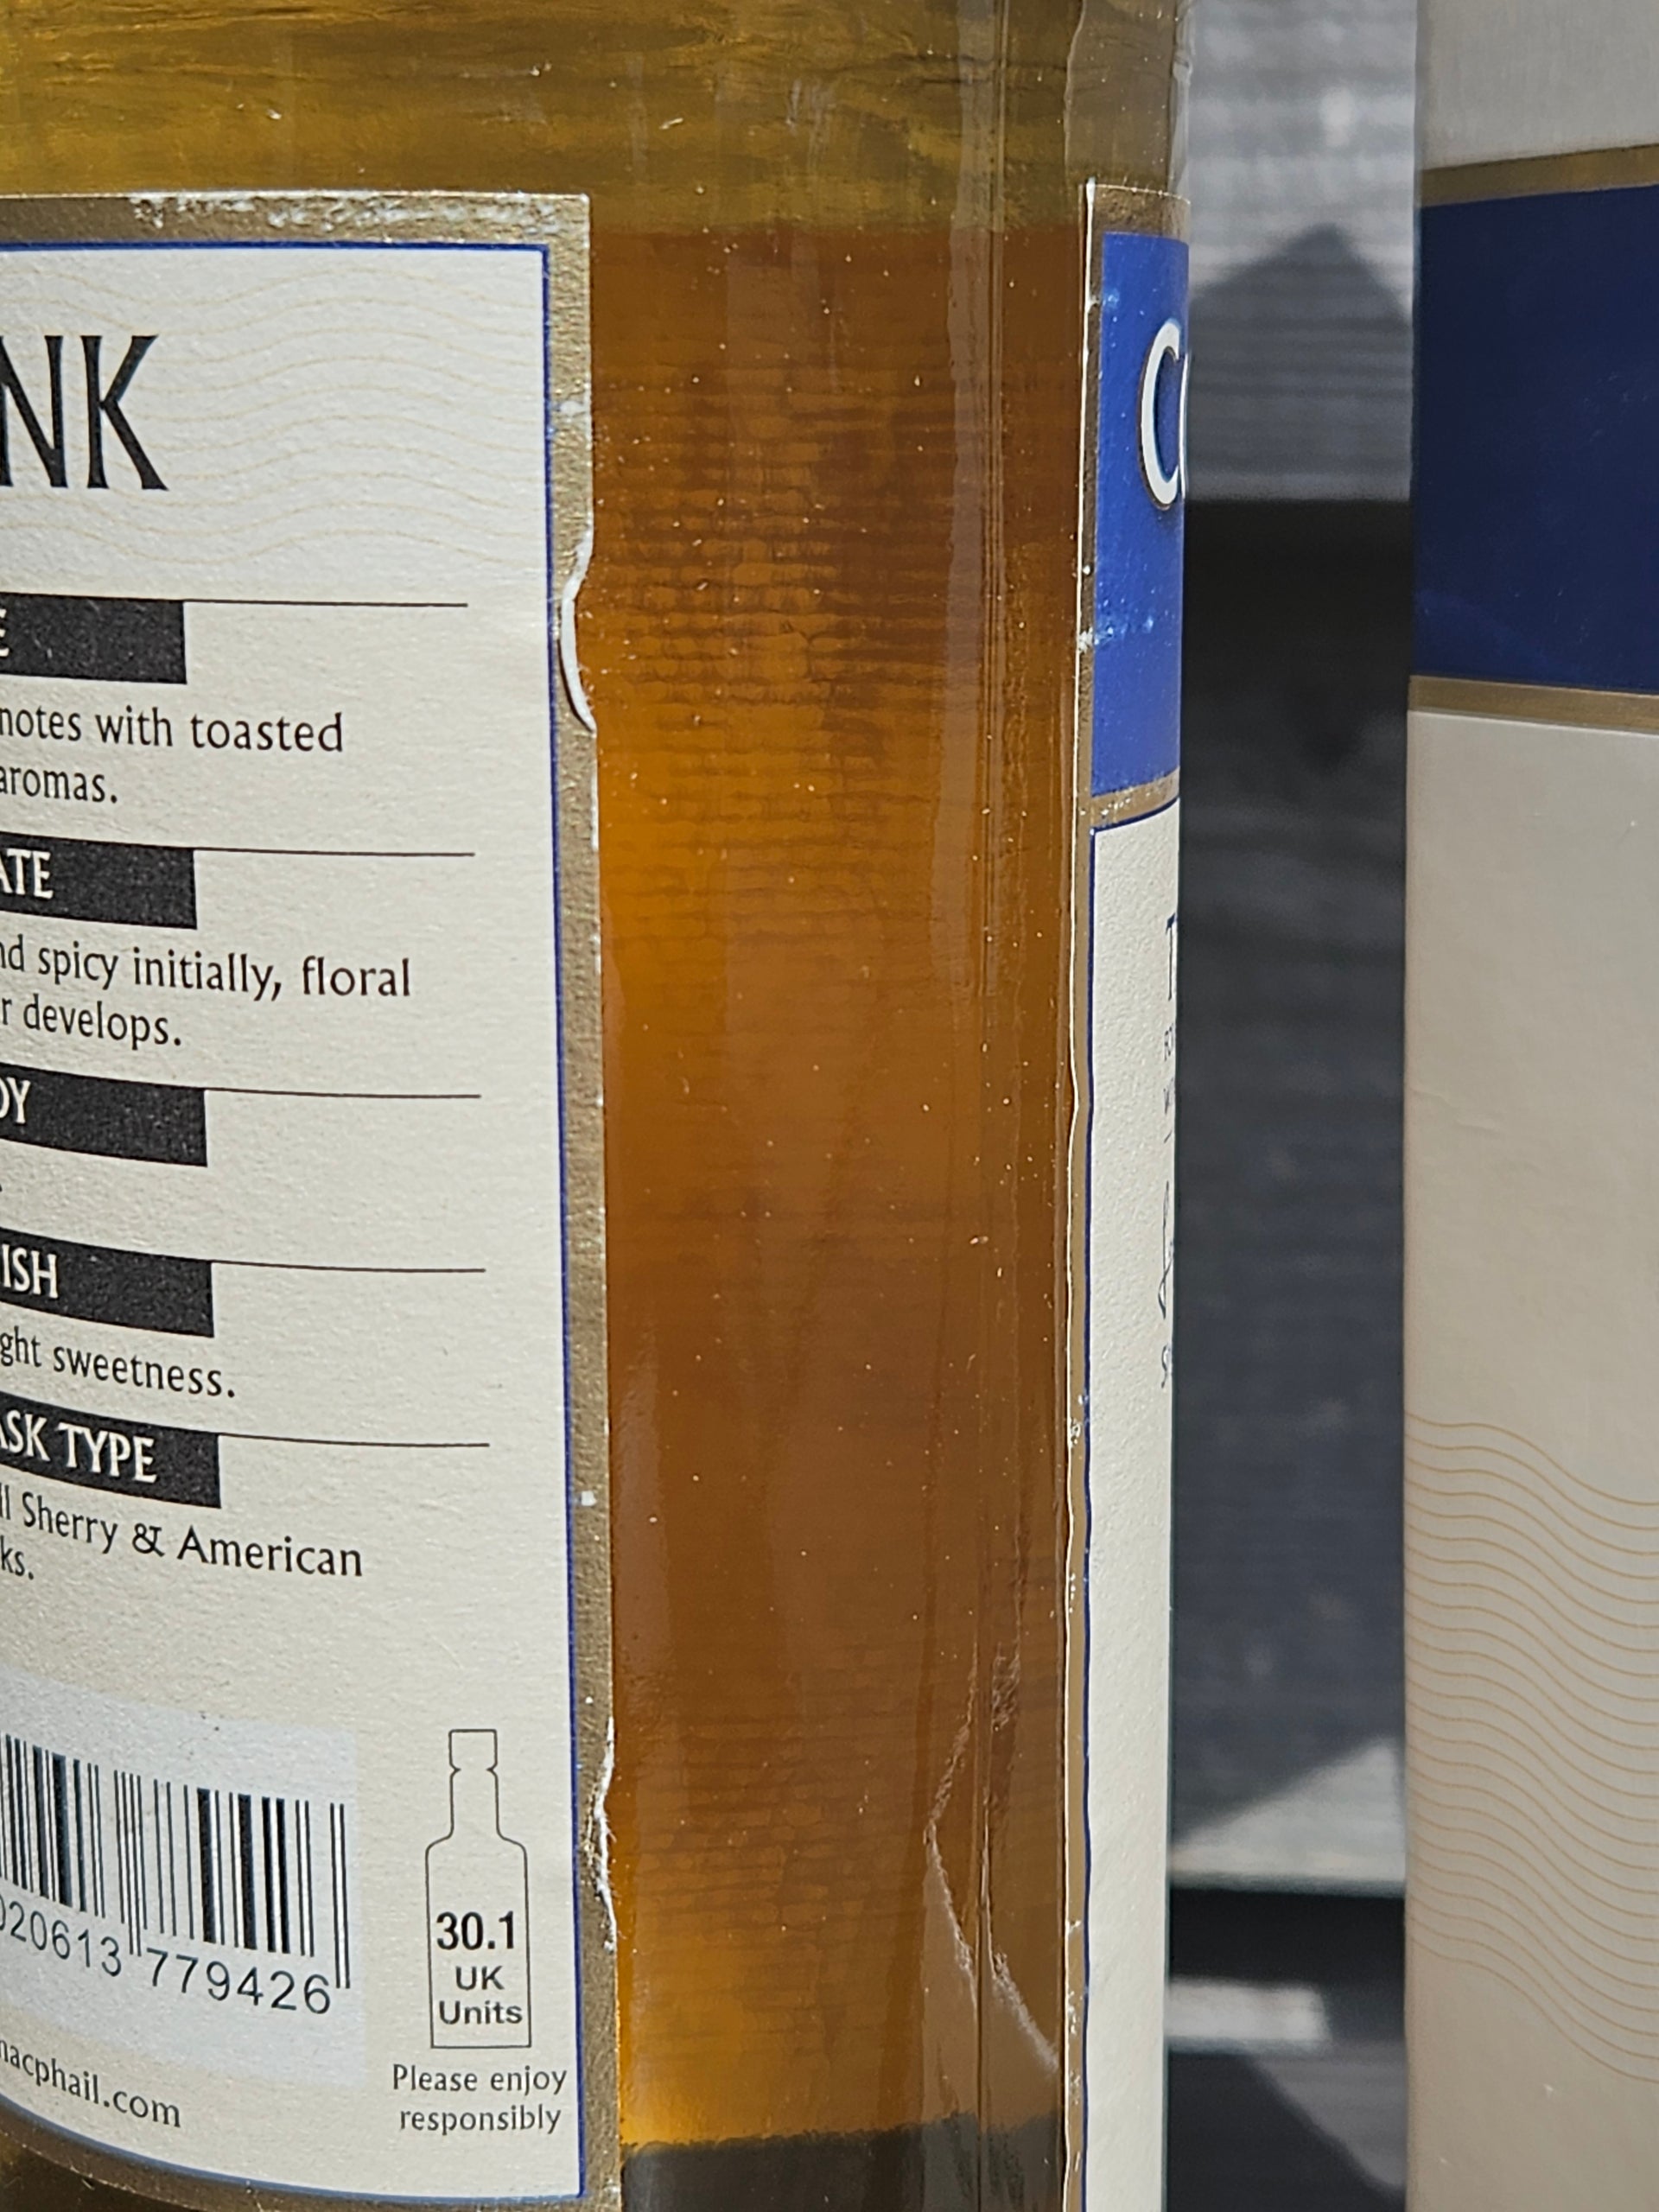 NK
E
notes with toasted
aromas.
ATE
nd spicy initially, floral
r develops.
DY
ISH
ght sweetness.
ASK TYPE
ll Sherry & American
ks.
020613 779426
30.1
UK
Units
Please enjoy
responsibly
macphail.com
C
T